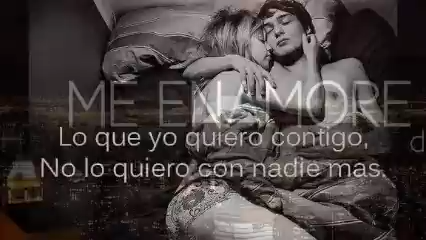 ME ENAMORE
Lo que yo quiero contigo,
No lo quiero con nadie mas.
d